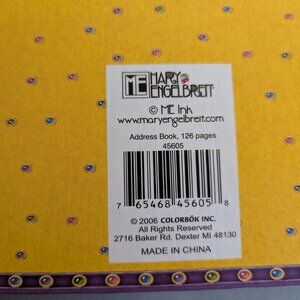 ME MARY
ENGELBREIT
© ME Ink
www.maryengelbreit.com
Address Book, 126 pages
45605
7 65468 45605 8
© 2006 COLORBÖK INC.
All Rights Reserved
2716 Baker Rd. Dexter MI 48130
MADE IN CHINA